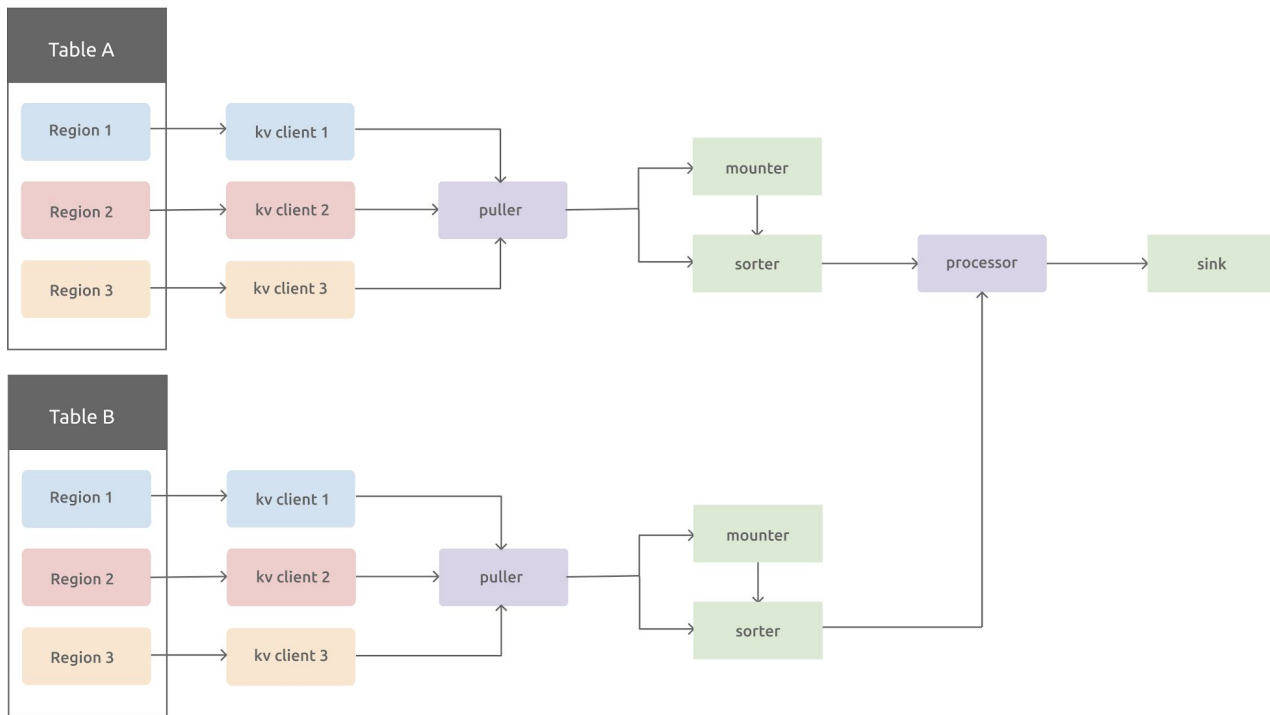 Table A
Region 1
kv client 1
mounter
Region 2
kv client 2
puller
sorter
processor
sink
Region 3
kv client 3
Table B
Region 1
kv client 1
mounter
Region 2
kv client 2
puller
sorter
Region 3
kv client 3